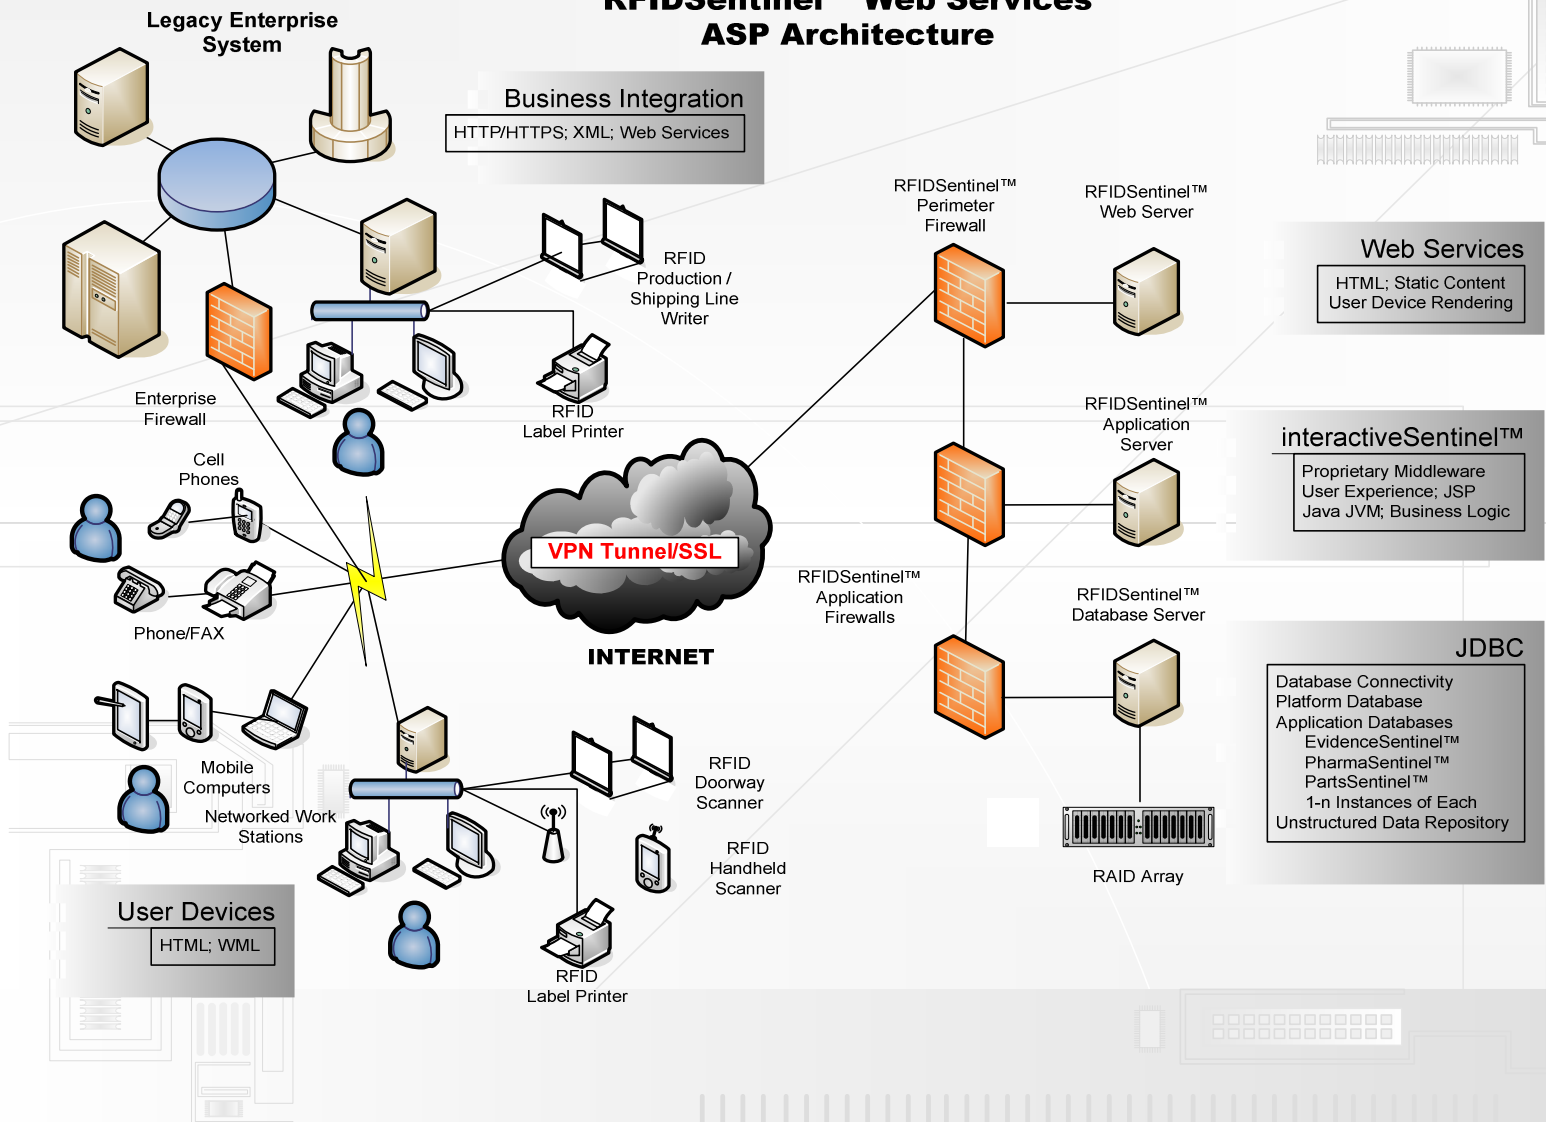 RFIDSentinel™ Web Services
ASP Architecture
Legacy Enterprise
System
Business Integration
HTTP/HTTPS; XML; Web Services
RFID
Production /
Shipping Line
Writer
RFID
Label Printer
Enterprise
Firewall
Cell
Phones
Phone/FAX
Mobile
Computers
Networked Work
Stations
User Devices
HTML; WML
VPN Tunnel/SSL
INTERNET
RFID
Doorway
Scanner
RFID
Handheld
Scanner
RFID
Label Printer
RFIDSentinel™
Perimeter
Firewall
RFIDSentinel™
Web Server
Web Services
HTML; Static Content
User Device Rendering
RFIDSentinel™
Application
Server
interactiveSentinel™
Proprietary Middleware
User Experience; JSP
Java JVM; Business Logic
RFIDSentinel™
Application
Firewalls
RFIDSentinel™
Database Server
JDBC
Database Connectivity
Platform Database
Application Databases
EvidenceSentinel™
PharmaSentinel™
PartsSentinel™
1-n Instances of Each
Unstructured Data Repository
RAID Array